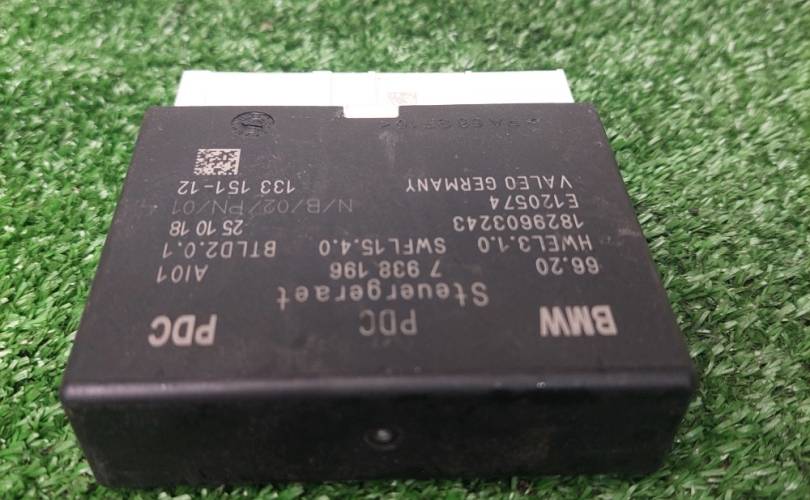 BMW PDC PDC
Steuergeraet
66.20 7 938 196 AI01
HWEL3.1.0 SWFL15.4.0 BTLD2.0.1
1829603243 25 10 18
E120574 N/B/02/PN/01
VALEO GERMANY 133 151-12